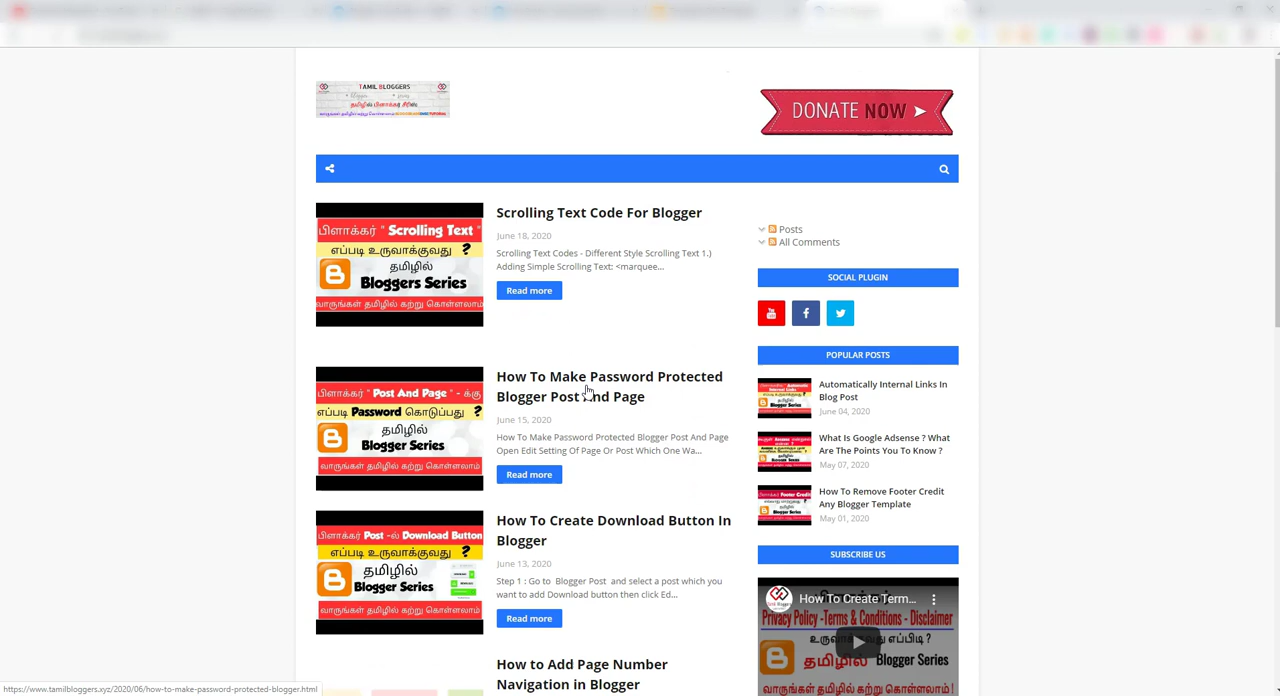 TAMIL BLOGGERS
தமிழில் பிளாக்கர் சீரிஸ்
DONATE NOW
பிளாக்கர் " Scrolling Text "
எப்படி உருவாக்குவது ?
தமிழில்
Bloggers Series
வாருங்கள் தமிழில் கற்று கொள்ளலாம்
Scrolling Text Code For Blogger
June 18, 2020
Scrolling Text Codes - Different Style Scrolling Text 1.)
Adding Simple Scrolling Text: <marquee...
Read more
Posts
All Comments
SOCIAL PLUGIN
பிளாக்கர் " Post And Page " - க்கு
எப்படி Password கொடுப்பது ?
தமிழில்
Blogger Series
வாருங்கள் தமிழில் கற்று கொள்ளலாம்
How To Make Password Protected
Blogger Post And Page
June 15, 2020
How To Make Password Protected Blogger Post And Page
Open Edit Setting Of Page Or Post Which One Wa...
Read more
POPULAR POSTS
Automatically Internal Links In
Blog Post
June 04, 2020
What Is Google Adsense ? What
Are The Points You To Know ?
May 07, 2020
How To Remove Footer Credit
Any Blogger Template
May 01, 2020
பிளாக்கர் Post -ல் Download Button
எப்படி உருவாக்குவது ?
தமிழில்
Blogger Series
வாருங்கள் தமிழில் கற்று கொள்ளலாம்
How To Create Download Button In
Blogger
June 13, 2020
Step 1 : Go to Blogger Post and select a post which you
want to add Download button then click Ed...
Read more
SUBSCRIBE US
How To Create Term...
Privacy Policy -Terms & Conditions - Disclaimer
உருவாக்குவது எப்பிடி ?
தமிழில் Blogger Series
வாருங்கள் தமிழில் கற்று கொள்ளலாம் !
How to Add Page Number
Navigation in Blogger
https://www.tamilbloggers.xyz/2020/06/how-to-make-password-protected-blogger.html